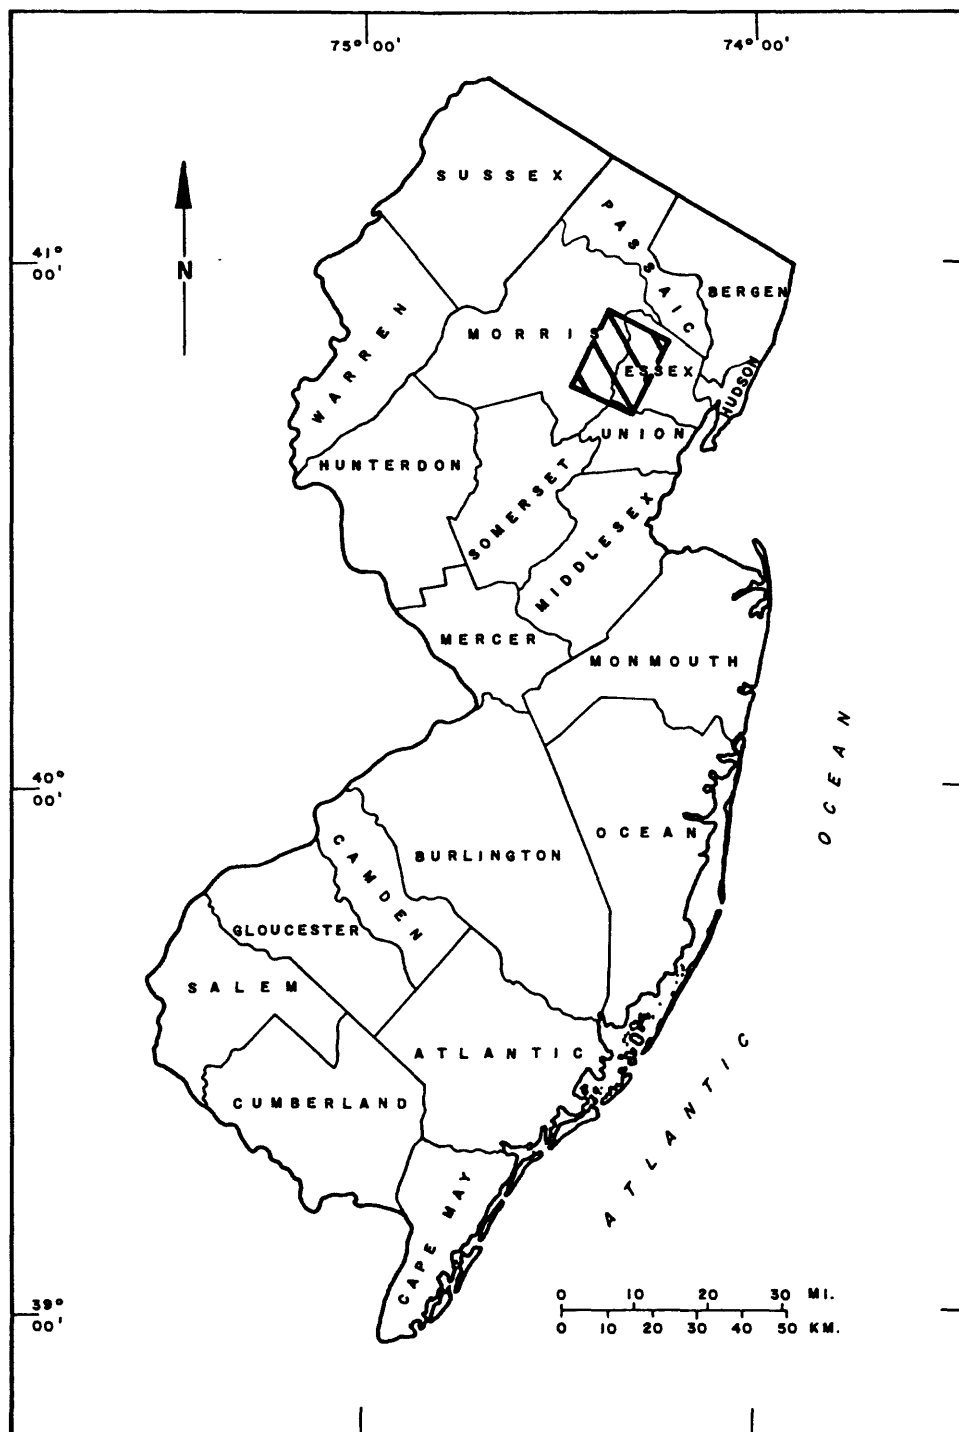 75° 00'
74° 00'
SUSSEX
PASSAIC
41° 00'
N
BERGEN
WARREN
MORRIS
ESSEX
HUDSON
UNION
HUNTERDON
SOMERSET
MIDDLESEX
MERCER
MONMOUTH
OCEAN
40° 00'
OCEAN
CAMDEN
BURLINGTON
GLOUCESTER
SALEM
ATLANTIC
ATLANTIC
CUMBERLAND
CAPE MAY
39° 00'
0 10 20 30 MI.
0 10 20 30 40 50 KM.